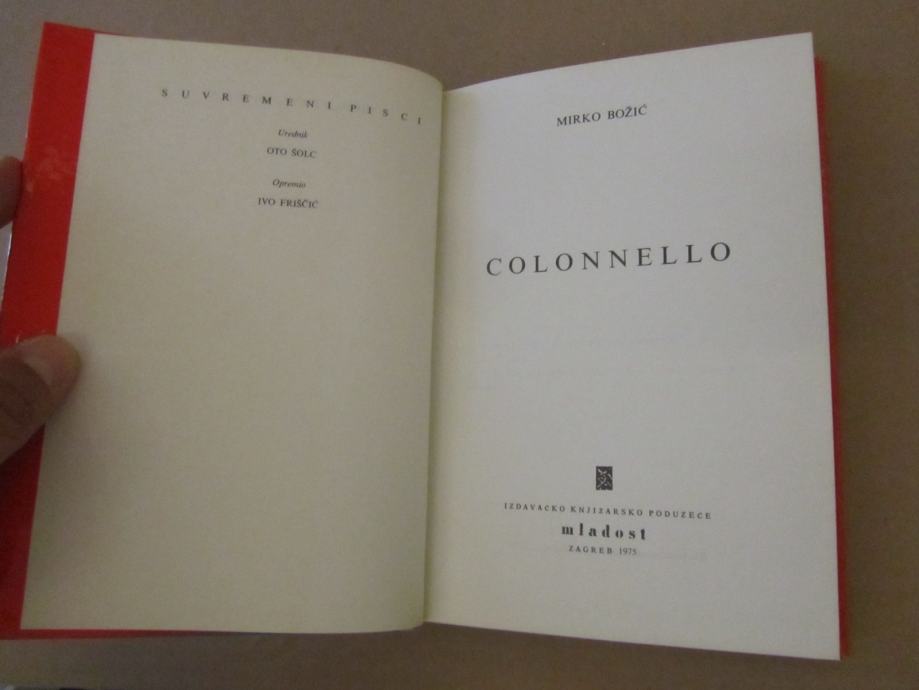 SUVREMENI PISCI
Urednik
OTO ŠOLC
Opremio
IVO FRIŠČIĆ
MIRKO BOŽIĆ
COLONNELLO
IZDAVAČKO KNJIŽARSKO PODUZEĆE
mladost
ZAGREB 1975